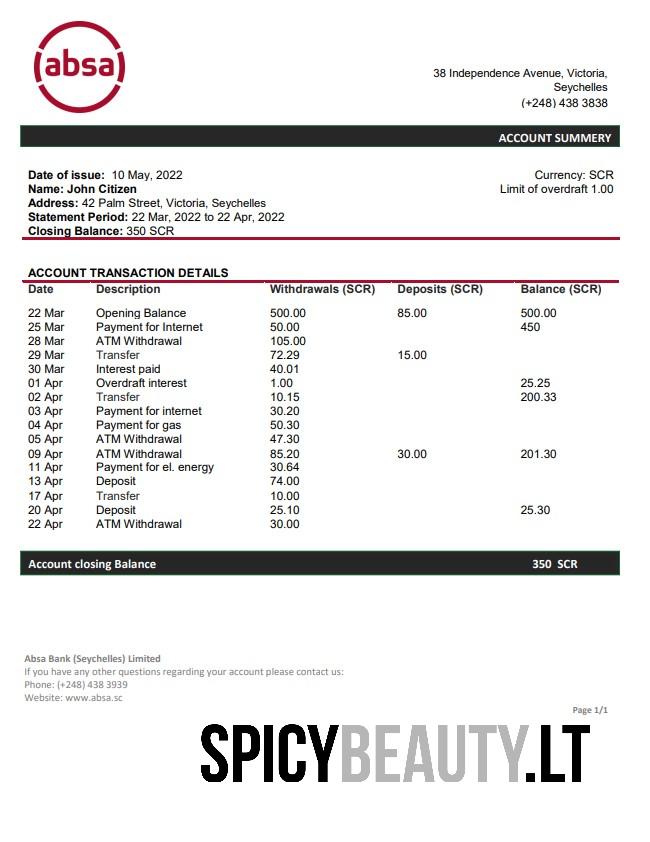 absa
38 Independence Avenue, Victoria,
Seychelles
(+248) 438 3838
ACCOUNT SUMMERY
Date of issue: 10 May, 2022
Currency: SCR
Name: John Citizen
Limit of overdraft 1.00
Address: 42 Palm Street, Victoria, Seychelles
Statement Period: 22 Mar, 2022 to 22 Apr, 2022
Closing Balance: 350 SCR
ACCOUNT TRANSACTION DETAILS
Date Description Withdrawals (SCR) Deposits (SCR) Balance (SCR)
22 Mar Opening Balance 500.00 85.00 500.00
25 Mar Payment for Internet 50.00 450
28 Mar ATM Withdrawal 105.00
29 Mar Transfer 72.29 15.00
30 Mar Interest paid 40.01
01 Apr Overdraft interest 1.00 25.25
02 Apr Transfer 10.15 200.33
03 Apr Payment for internet 30.20
04 Apr Payment for gas 50.30
05 Apr ATM Withdrawal 47.30
09 Apr ATM Withdrawal 85.20 30.00 201.30
11 Apr Payment for el. energy 30.64
13 Apr Deposit 74.00
17 Apr Transfer 10.00
20 Apr Deposit 25.10 25.30
22 Apr ATM Withdrawal 30.00
Account closing Balance 350 SCR
Absa Bank (Seychelles) Limited
If you have any other questions regarding your account please contact us:
Phone: (+248) 438 3939
Website: www.absa.sc
Page 1/1
SPICYBEAUTY.LT